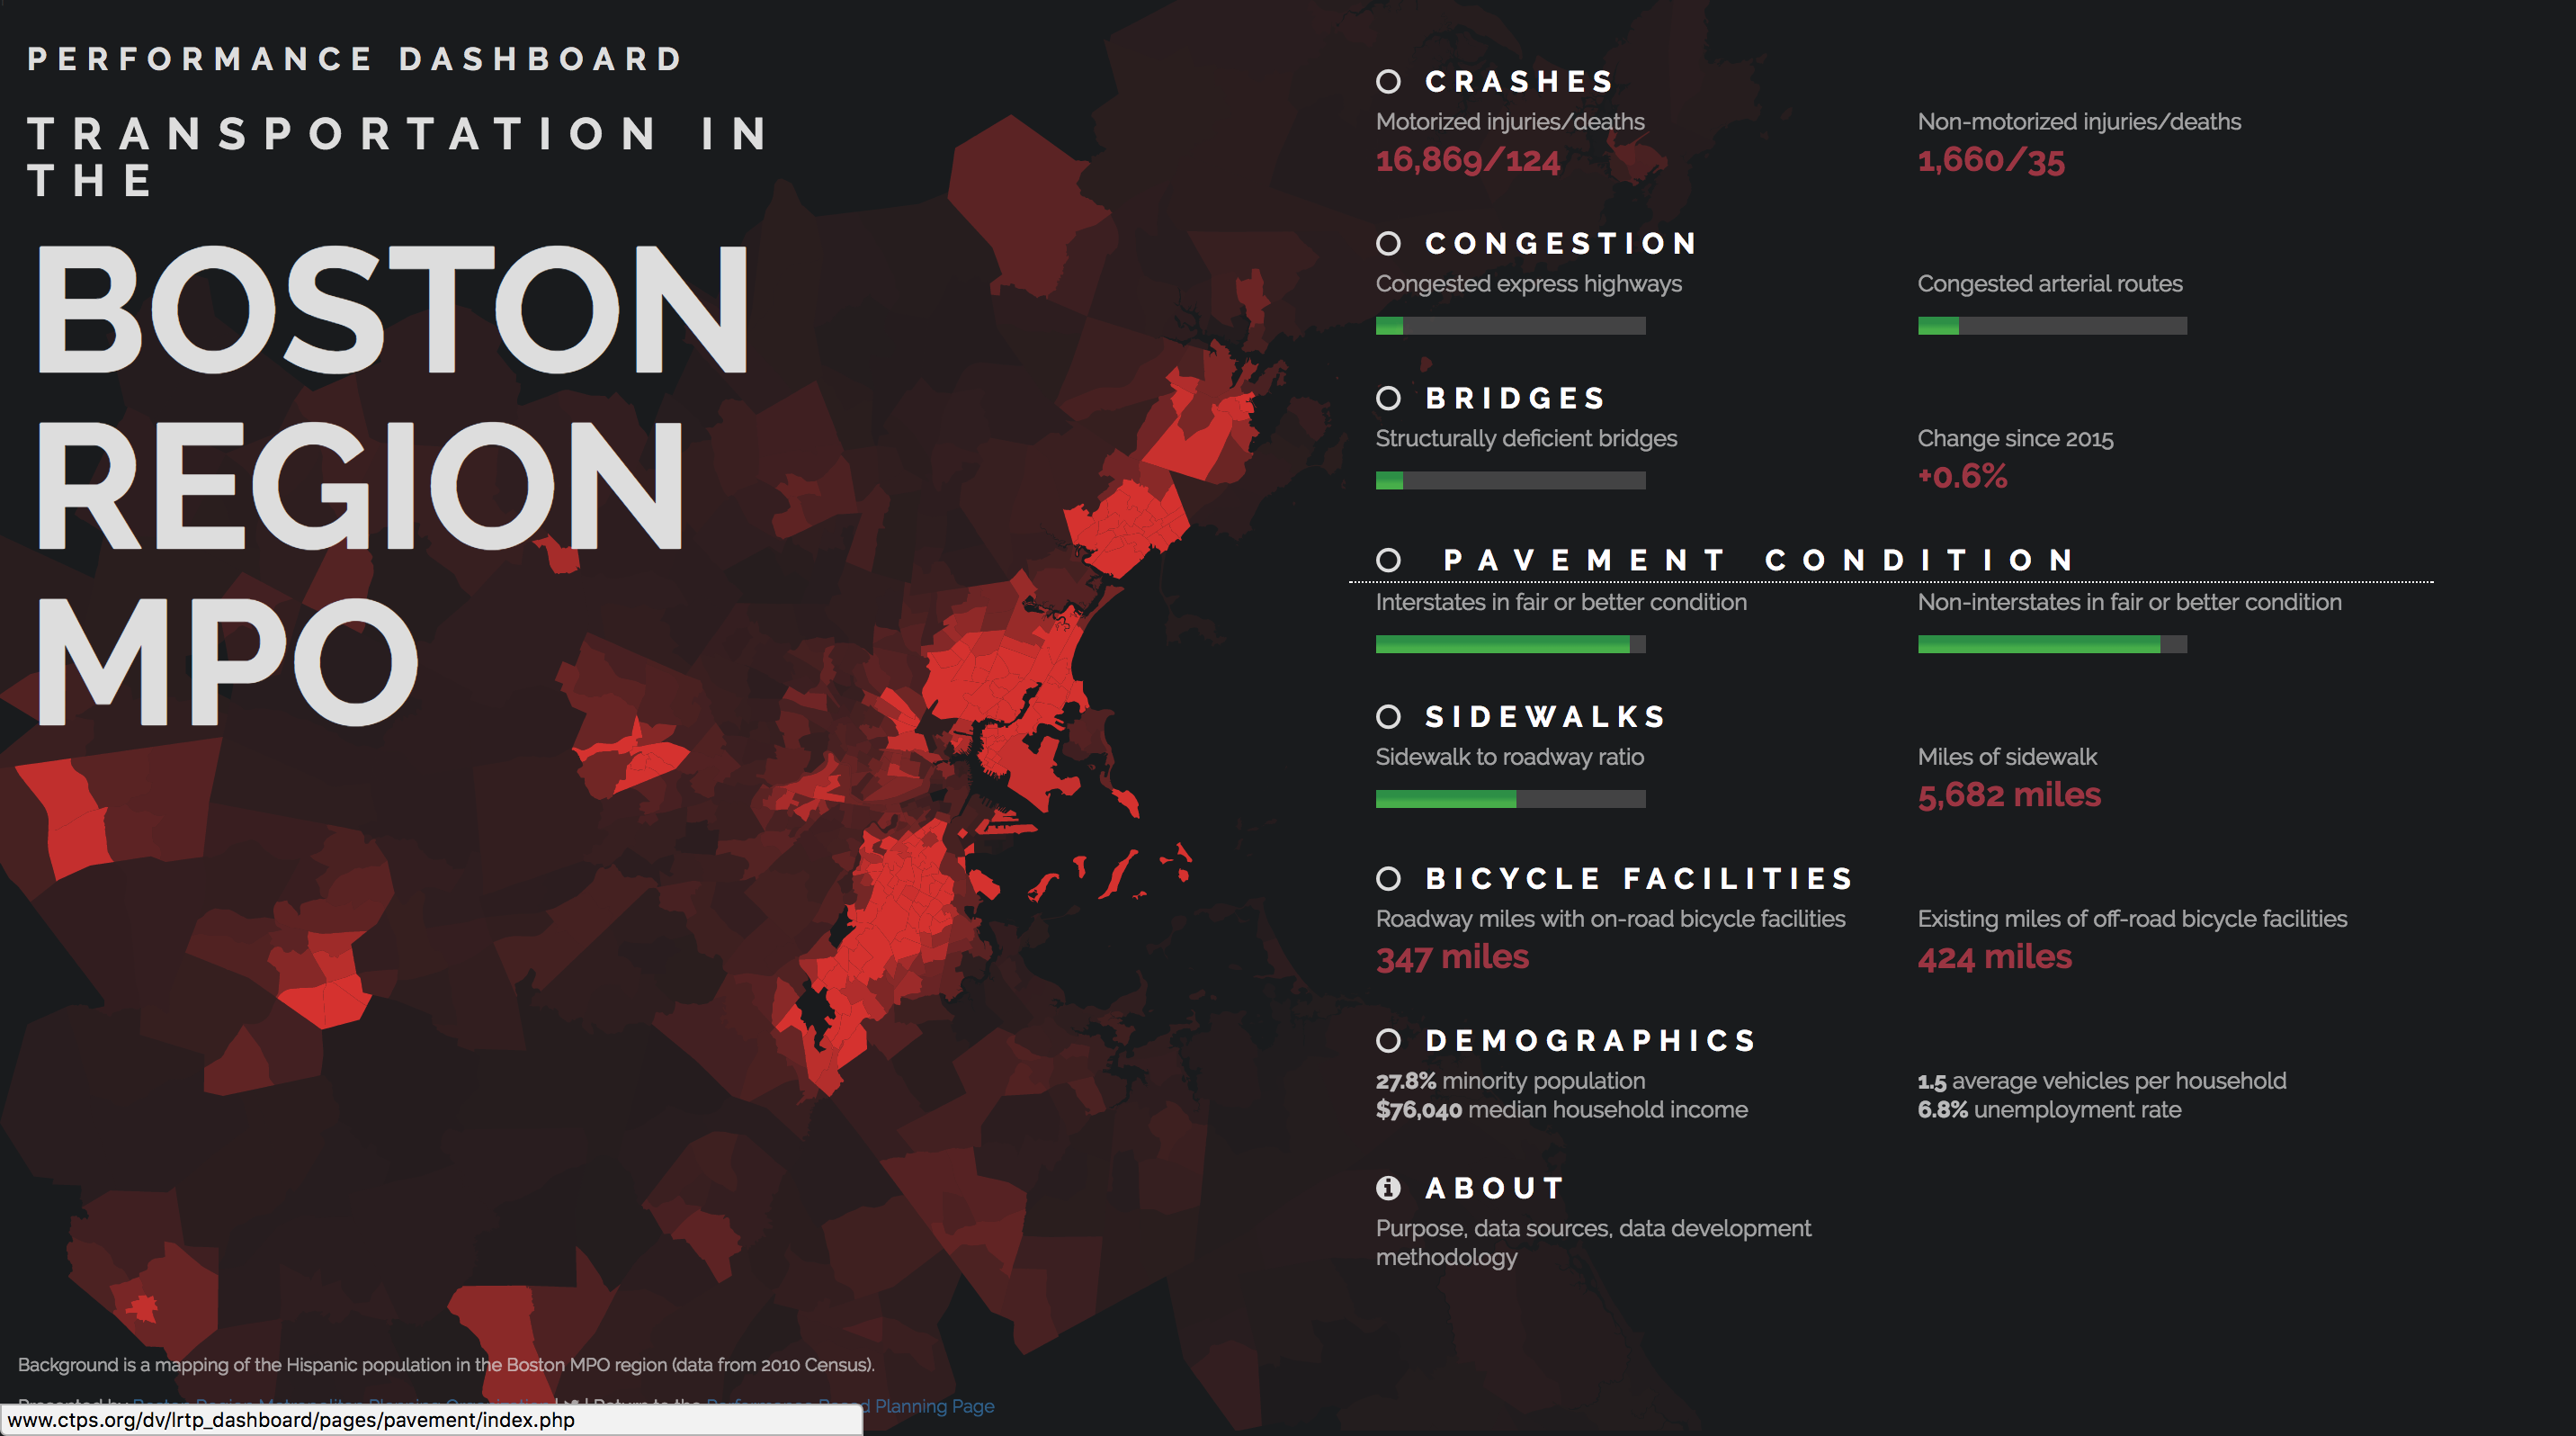 PERFORMANCE DASHBOARD
TRANSPORTATION IN
THE
BOSTON
REGION
MPO
CRASHES
Motorized injuries/deaths
16,869/124
Non-motorized injuries/deaths
1,660/35
CONGESTION
Congested express highways
Congested arterial routes
BRIDGES
Structurally deficient bridges
Change since 2015
+0.6%
PAVEMENT CONDITION
Interstates in fair or better condition
Non-interstates in fair or better condition
SIDEWALKS
Sidewalk to roadway ratio
Miles of sidewalk
5,682 miles
BICYCLE FACILITIES
Roadway miles with on-road bicycle facilities
347 miles
Existing miles of off-road bicycle facilities
424 miles
DEMOGRAPHICS
27.8% minority population
$76,040 median household income
1.5 average vehicles per household
6.8% unemployment rate
ABOUT
Purpose, data sources, data development
methodology
Background is a mapping of the Hispanic population in the Boston MPO region (data from 2010 Census).
Planning Page
www.ctps.org/dv/lrtp_dashboard/pages/pavement/index.php